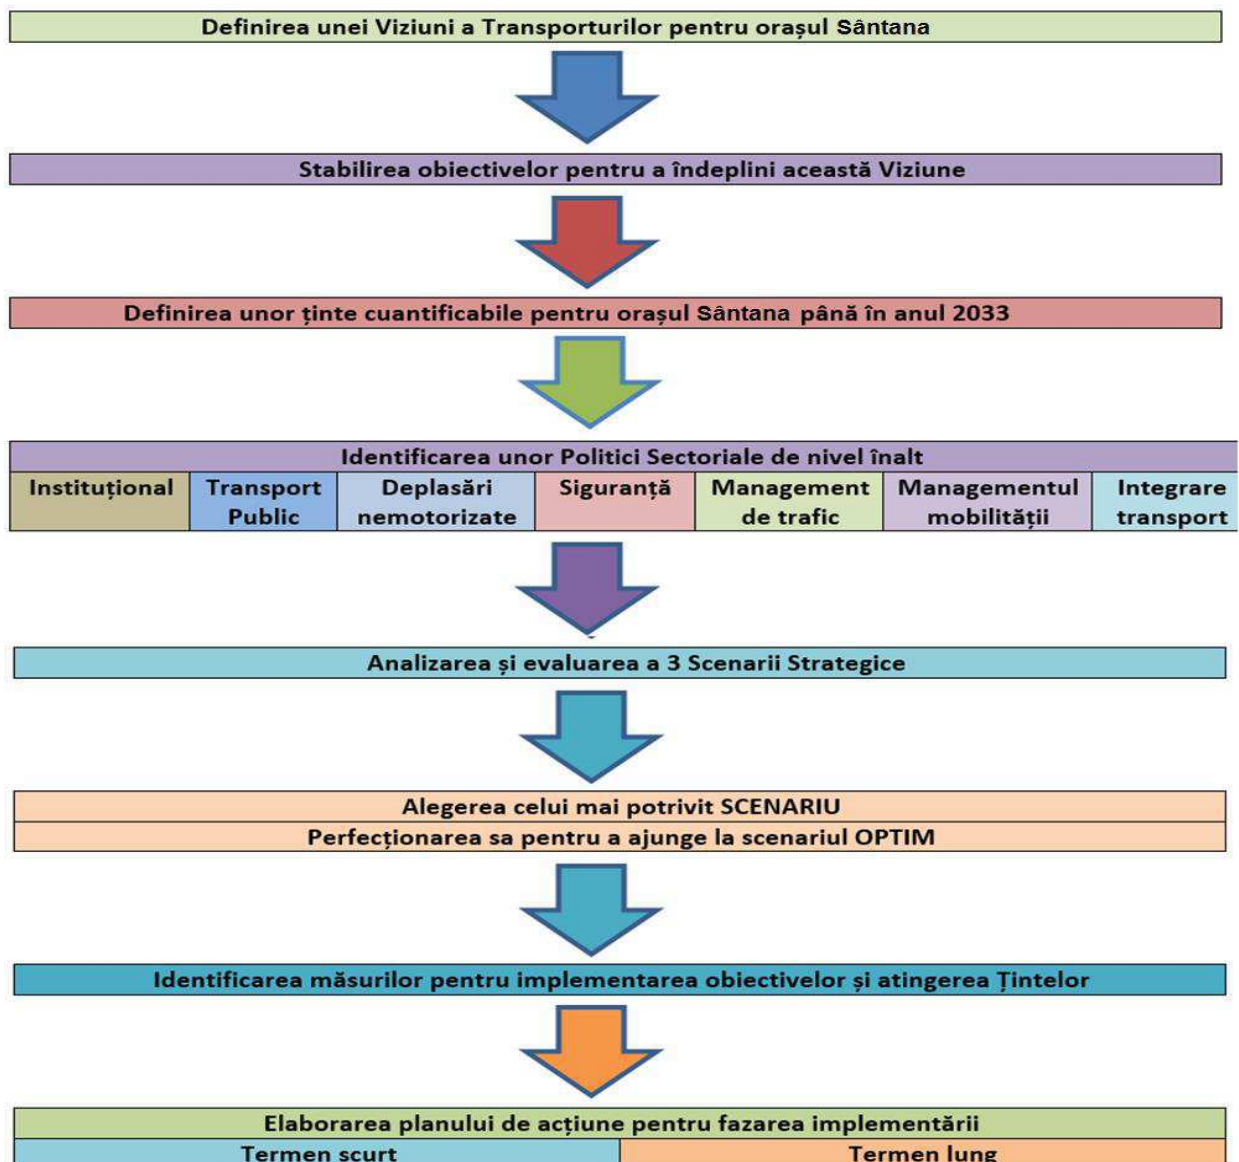 Definirea unei Viziuni a Transporturilor pentru orașul Sântana
Stabilirea obiectivelor pentru a îndeplini această Viziune
Definirea unor ținte cuantificabile pentru orașul Sântana până în anul 2033
Identificarea unor Politici Sectoriale de nivel înalt
Instituțional
Transport
Public
Deplasări
nemotorizate
Siguranță
Management
de trafic
Managementul
mobilității
Integrare
transport
Analizarea și evaluarea a 3 Scenarii Strategice
Alegerea celui mai potrivit SCENARIU
Perfecționarea sa pentru a ajunge la scenariul OPTIM
Identificarea măsurilor pentru implementarea obiectivelor și atingerea Țintelor
Elaborarea planului de acțiune pentru fazarea implementării
Termen scurt
Termen lung